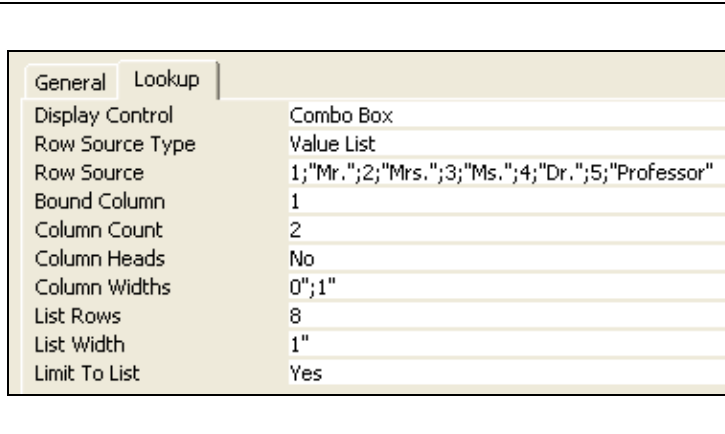 General Lookup
Display Control Combo Box
Row Source Type Value List
Row Source 1;"Mr.";2;"Mrs.";3;"Ms.";4;"Dr.";5;"Professor"
Bound Column 1
Column Count 2
Column Heads No
Column Widths 0";1"
List Rows 8
List Width 1"
Limit To List Yes